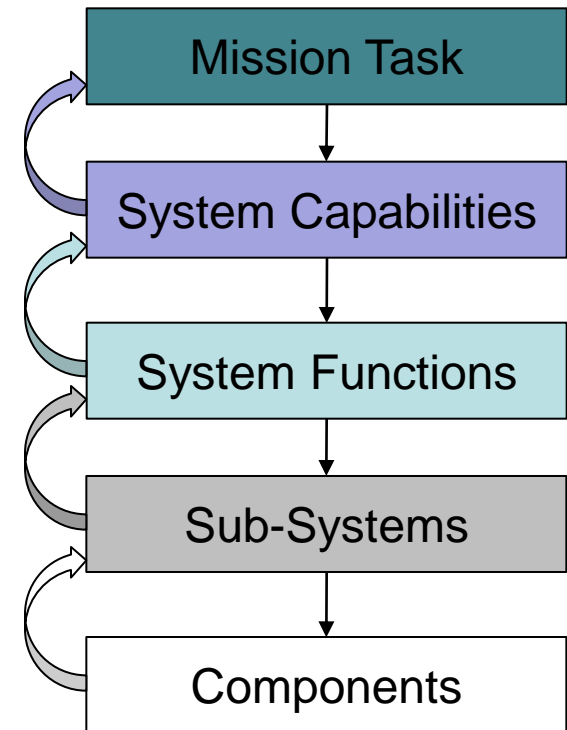 Mission Task
System Capabilities
System Functions
Sub-Systems
Components